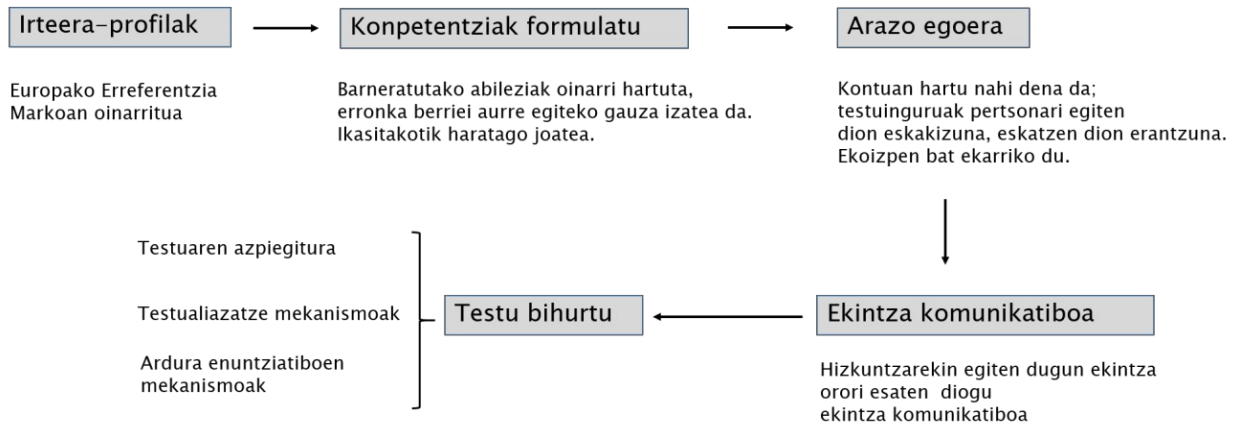 Irteera-profilak
Konpetentziak formulatu
Arazo egoera
Europako Erreferentzia
Markoan oinarritua
Barneratutako abileziak oinarri hartuta,
erronka berriei aurre egiteko gauza izatea da.
Ikasitakotik haratago joatea.
Kontuan hartu nahi dena da;
testuinguruak pertsonari egiten
dion eskakizuna, eskatzen dion erantzuna.
Ekoizpen bat ekarriko du.
Ekintza komunikatiboa
Hizkuntzarekin egiten dugun ekintza
orori esaten diogu
ekintza komunikatiboa
Testu bihurtu
Testuaren azpiegitura
Testualiazatze mekanismoak
Ardura enuntziatiboen
mekanismoak